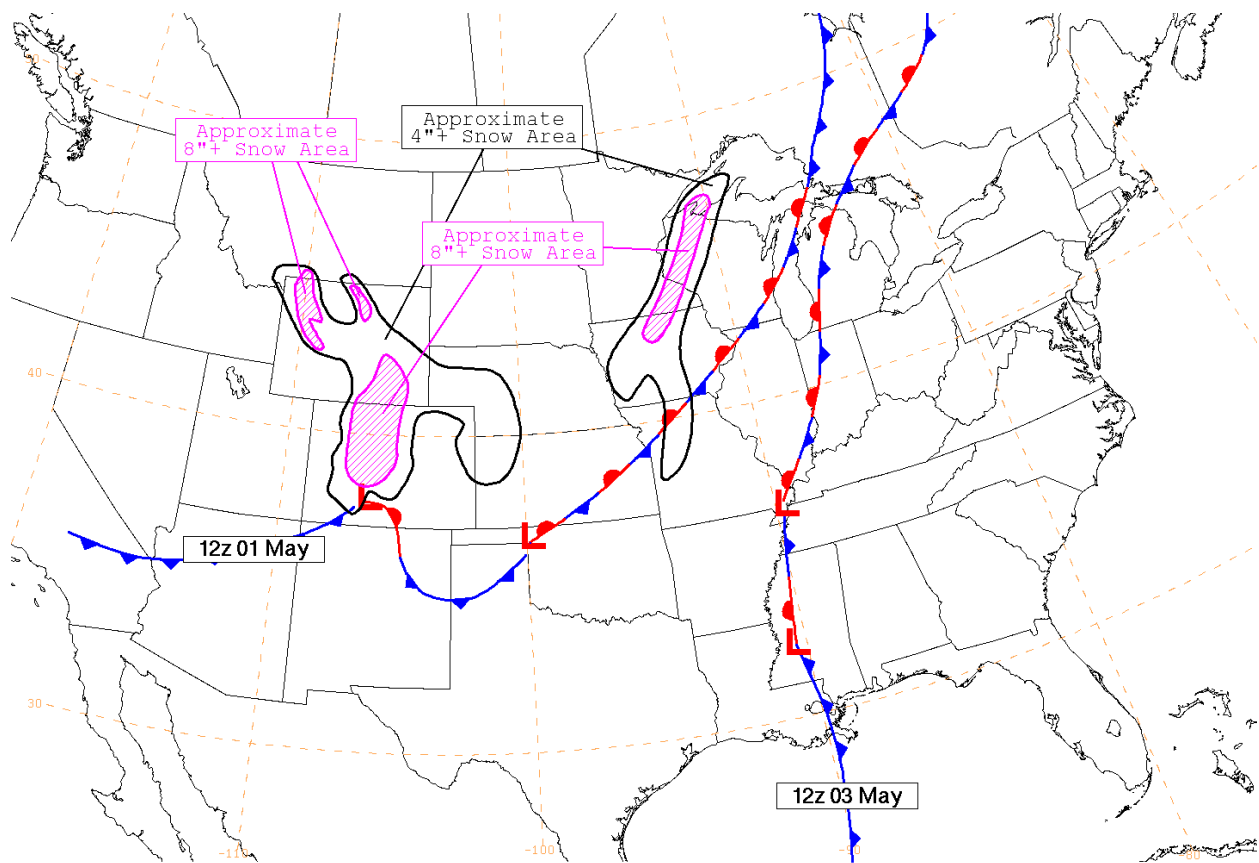 Approximate
4"+ Snow Area
Approximate
8"+ Snow Area
Approximate
8"+ Snow Area
12z 01 May
12z 03 May
40
30
-110
-100
-90
-80
L
L
L
L